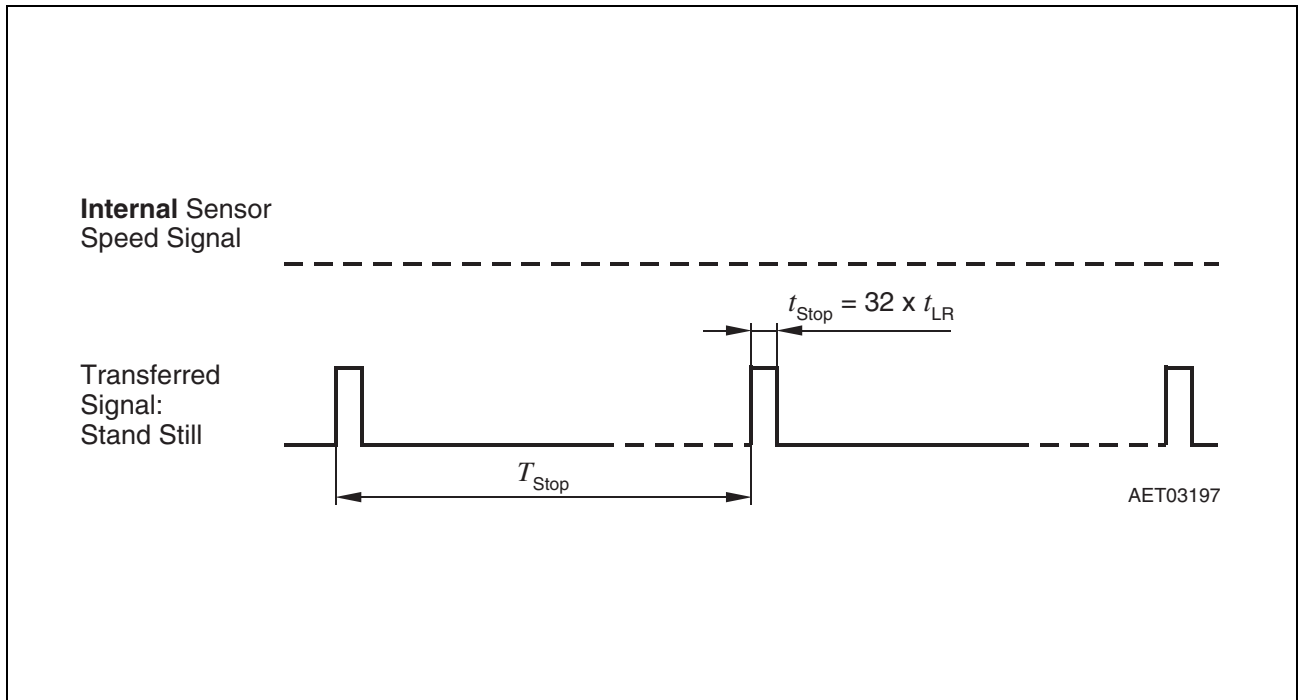 Internal Sensor
Speed Signal
tStop = 32 x tLR
Transferred
Signal:
Stand Still
TStop
AET03197